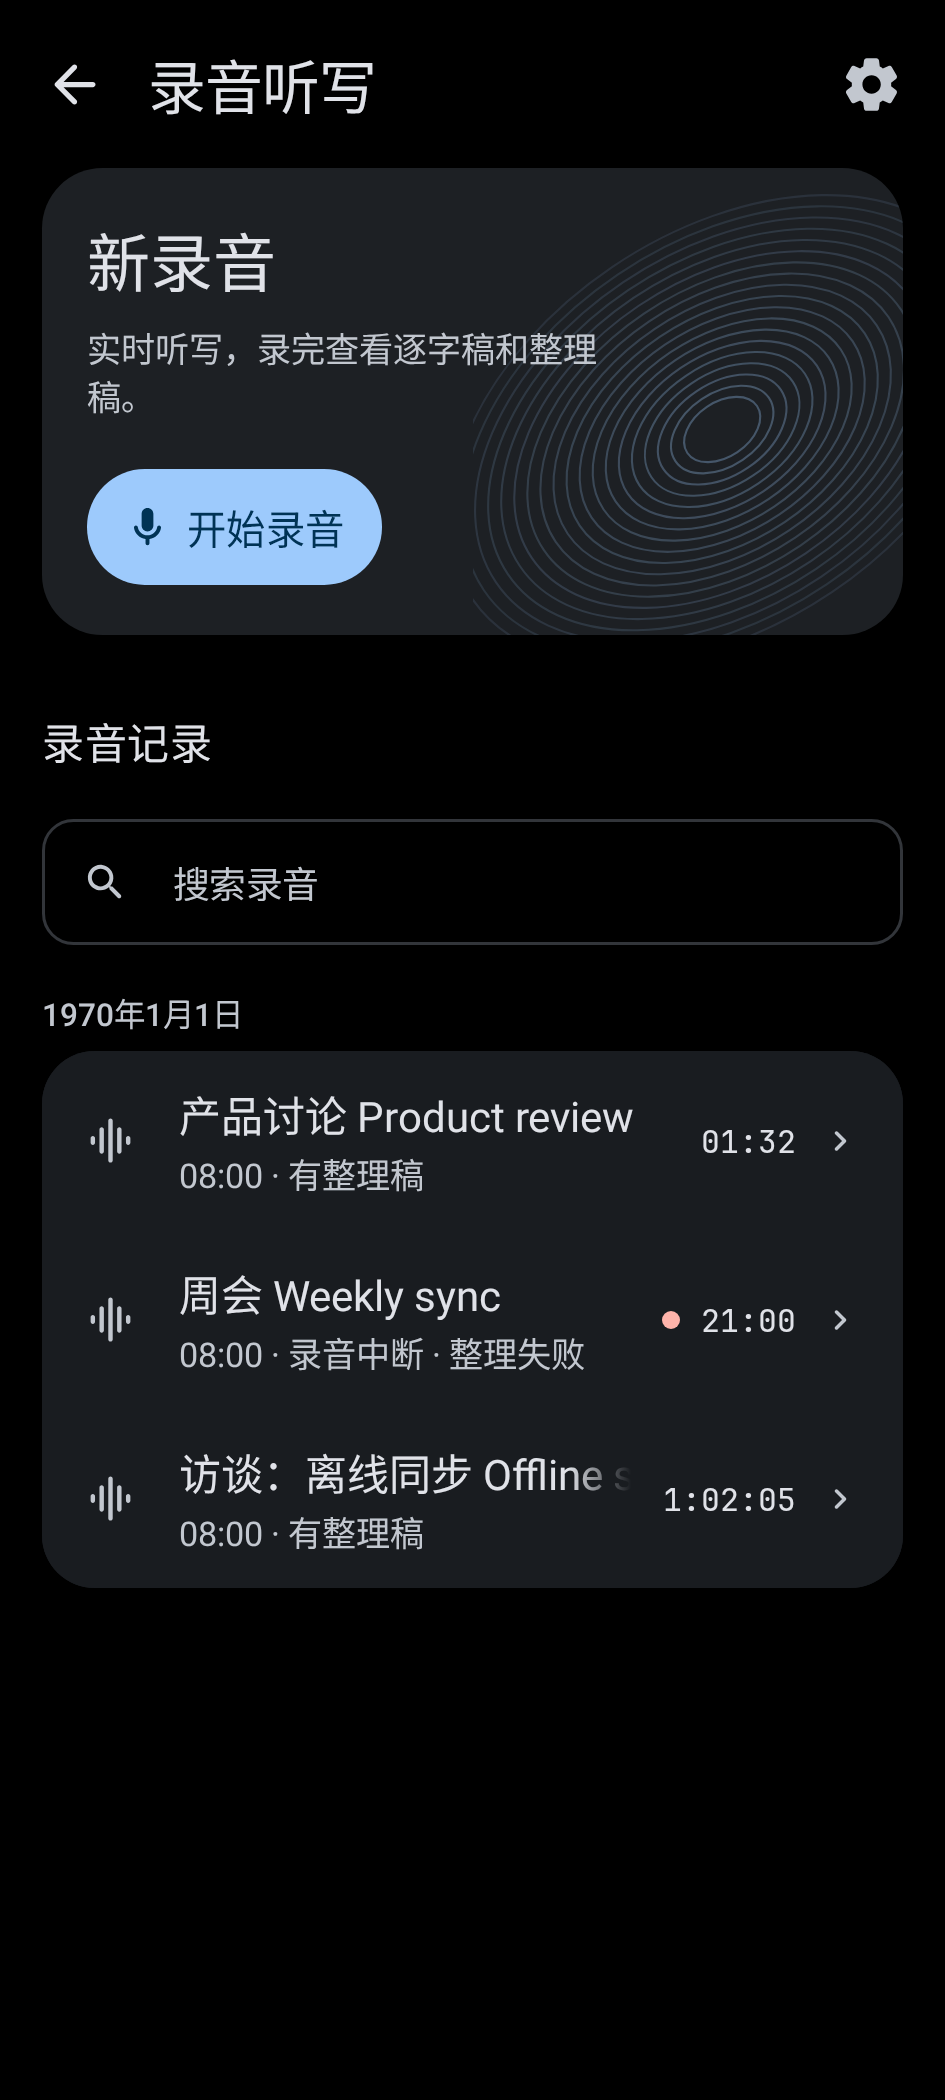 录音听写
新录音
实时听写，录完查看逐字稿和整理
稿。
开始录音
录音记录
搜索录音
1970年1月1日
产品讨论 Product review
01:32
08:00 · 有整理稿
周会 Weekly sync
21:00
08:00 · 录音中断 · 整理失败
访谈：离线同步 Offline s
1:02:05
08:00 · 有整理稿